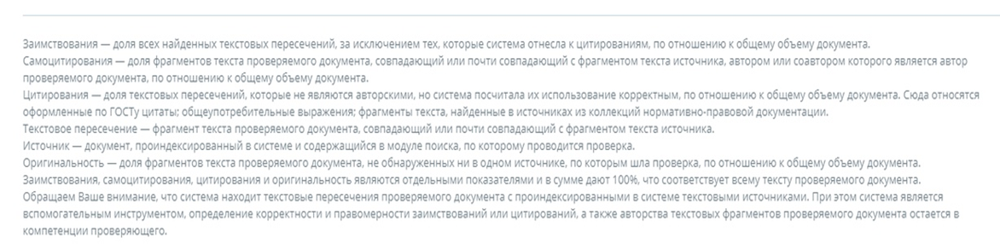 Заимствования — доля всех найденных текстовых пересечений, за исключением тех, которые система отнесла к цитированиям, по отношению к общему объему документа.
Самоцитирования — доля фрагментов текста проверяемого документа, совпадающий или почти совпадающий с фрагментом текста источника, автором или соавтором которого является автор
проверяемого документа, по отношению к общему объему документа.
Цитирования — доля текстовых пересечений, которые не являются авторскими, но система посчитала их использование корректным, по отношению к общему объему документа. Сюда относятся
оформленные по ГОСТу цитаты; общеупотребительные выражения; фрагменты текста, найденные в источниках из коллекций нормативно-правовой документации.
Текстовое пересечение — фрагмент текста проверяемого документа, совпадающий или почти совпадающий с фрагментом текста источника.
Источник — документ, проиндексированный в системе и содержащийся в модуле поиска, по которому проводится проверка.
Оригинальность — доля фрагментов текста проверяемого документа, не обнаруженных ни в одном источнике, по которым шла проверка, по отношению к общему объему документа.
Заимствования, самоцитирования, цитирования и оригинальность являются отдельными показателями и в сумме дают 100%, что соответствует всему тексту проверяемого документа.
Обращаем Ваше внимание, что система находит текстовые пересечения проверяемого документа с проиндексированными в системе текстовыми источниками. При этом система является
вспомогательным инструментом, определение корректности и правомерности заимствований или цитирований, а также авторства текстовых фрагментов проверяемого документа остается в
компетенции проверяющего.